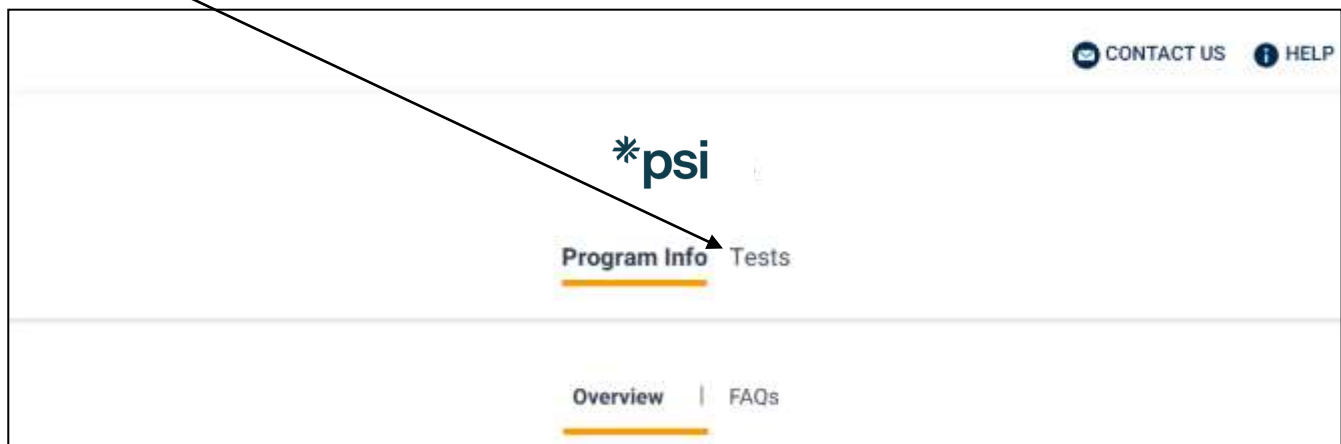 CONTACT US HELP
*psi
Program Info Tests
Overview | FAQs